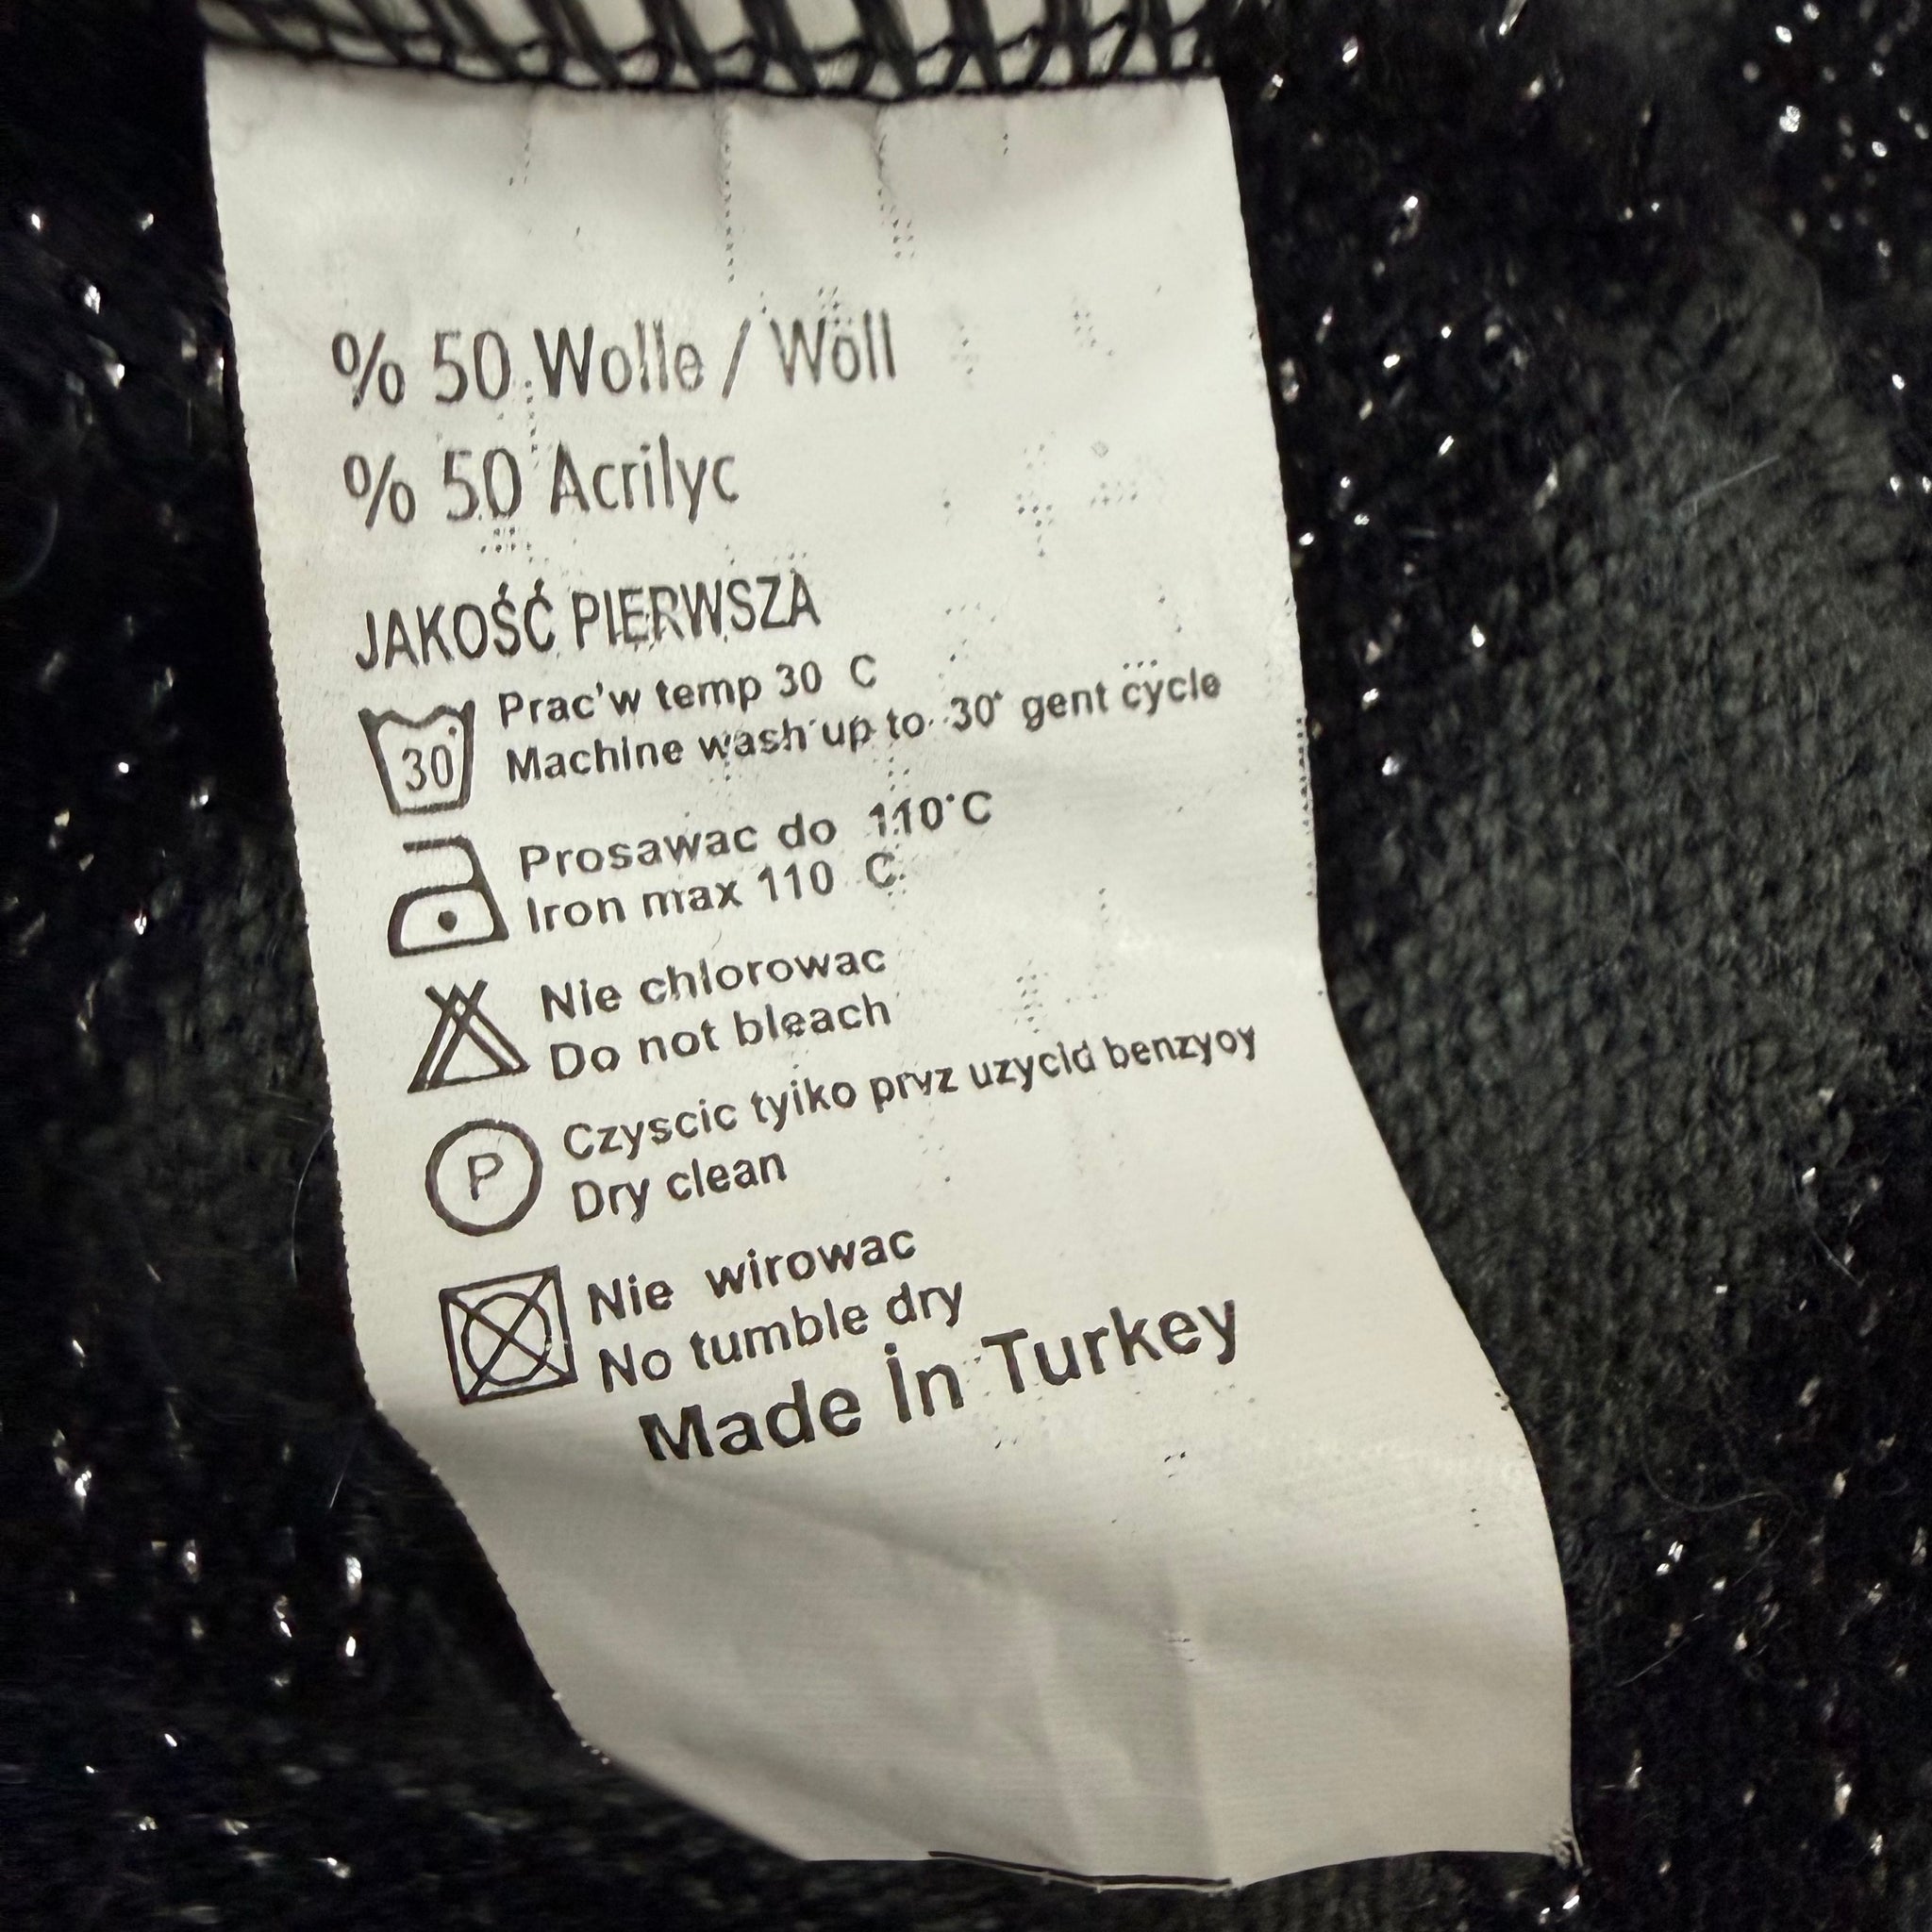 % 50 Wolle / Wöll
% 50 Acrilyc
JAKOŚĆ PIERWSZA
30°
Prac'w temp 30 C
Machine wash up to 30° gent cycle
Prosawac do 110°C
Iron max 110 C
Nie chlorowac
Do not bleach
P
Czyscic tyiko prvz uzycld benzyoy
Dry clean
Nie wirowac
No tumble dry
Made İn Turkey